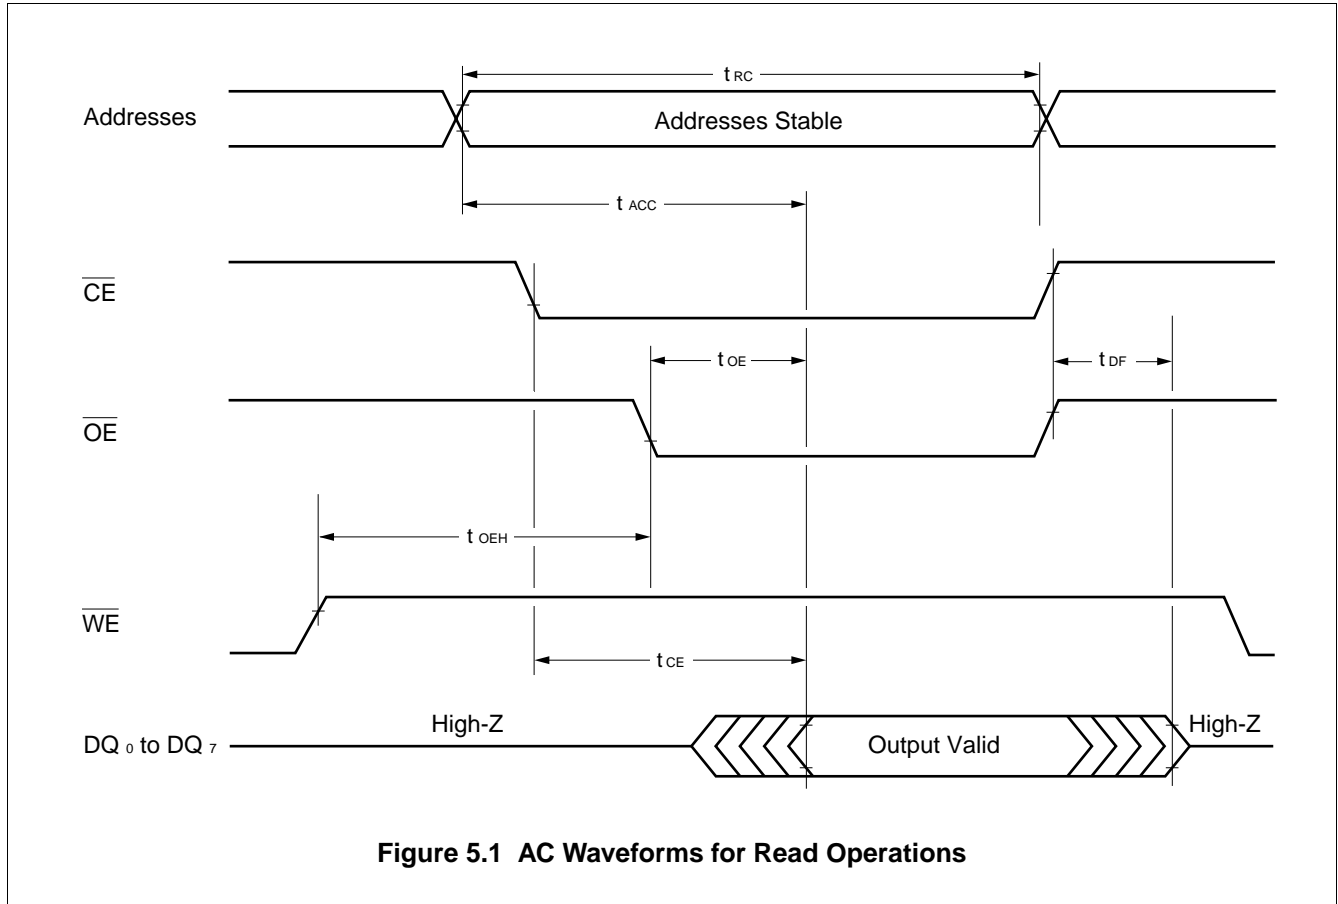 t RC
Addresses
Addresses Stable
t ACC
CE
t OE
t DF
OE
t OEH
WE
t CE
High-Z
High-Z
DQ 0 to DQ 7
Output Valid
Figure 5.1 AC Waveforms for Read Operations